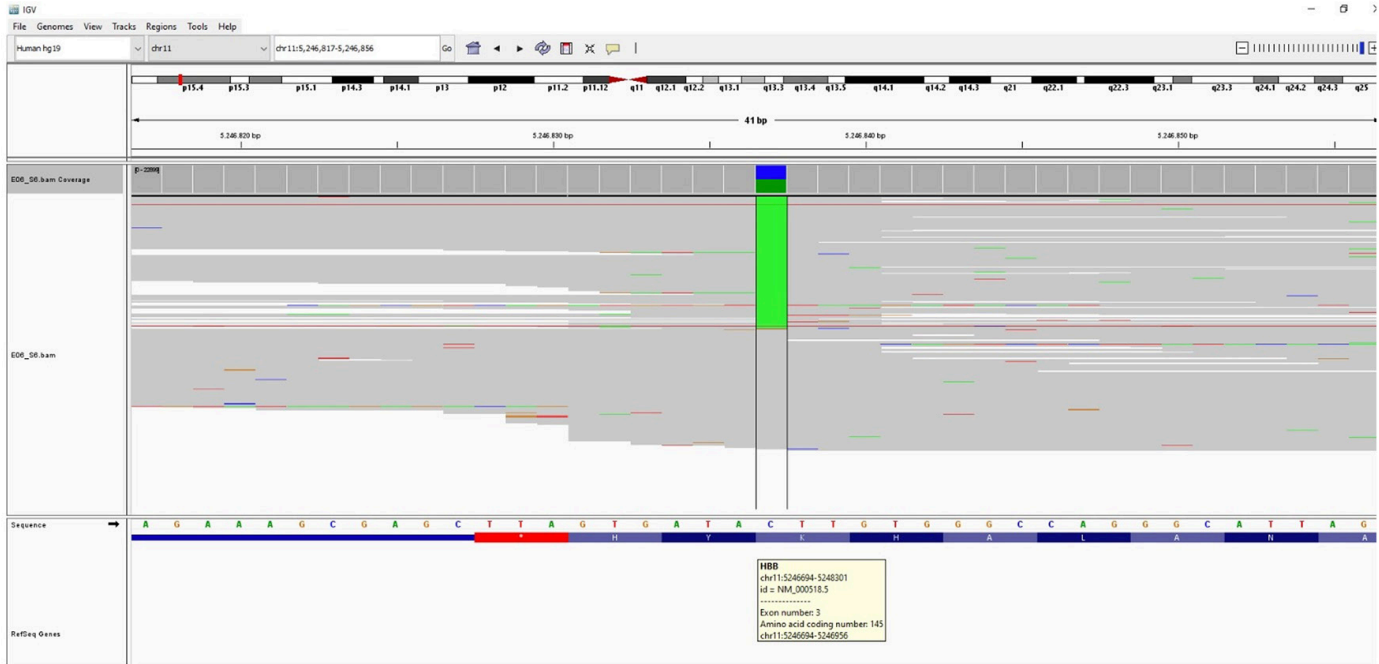 IGV
File Genomes View Tracks Regions Tools Help
Human hg19 chr11 chr11:5,246,817-5,246,856 Go
p15.4 p15.3 p15.1 p14.3 p14.1 p13 p12 p11.2 p11.12 q11 q12.1 q12.2 q13.1 q13.3 q13.4 q13.5 q14.1 q14.2 q14.3 q21 q22.1 q22.3 q23.1 q23.3 q24.1 q24.2 q24.3 q25
41 bp
5.246.820 bp 5.246.830 bp 5.246.840 bp 5.246.850 bp
E06_S6.bam Coverage
E06_S6.bam
Sequence A G A A A G C G A G C T T A G T G A T A C T T G T G G G C C A G G G C A T T A G
* H Y K H A L A N A
HBB
chr11:5246694-5248301
id = NM_000518.5
--------------
Exon number: 3
Amino acid coding number: 145
chr11:5246694-5246956
RefSeq Genes